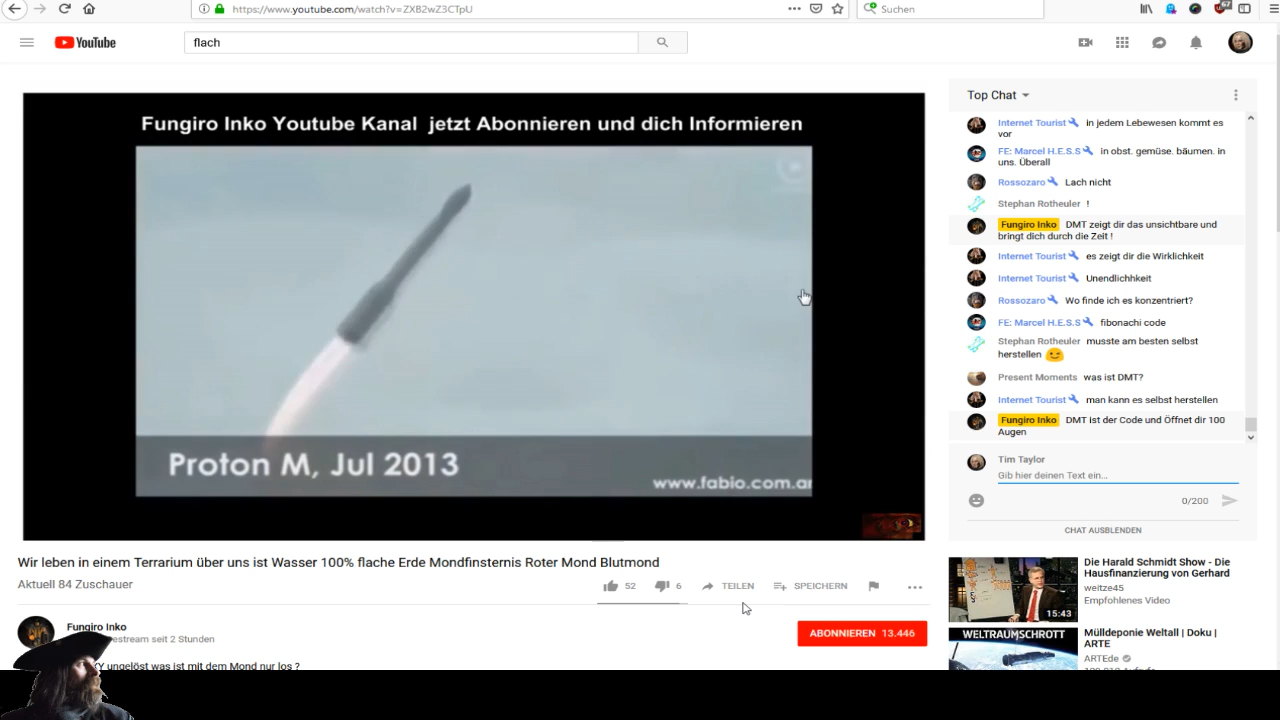 https://www.youtube.com/watch?v=ZXB2wZ3CTpU
Suchen
67
YouTube
flach
Fungiro Inko Youtube Kanal jetzt Abonnieren und dich Informieren
Proton M, Jul 2013
www.fabio.com.ar
Wir leben in einem Terrarium über uns ist Wasser 100% flache Erde Mondfinsternis Roter Mond Blutmond
Aktuell 84 Zuschauer
52
6
TEILEN
SPEICHERN
Fungiro Inko
estream seit 2 Stunden
ABONNIEREN 13.446
Y ungelöst was ist mit dem Mond nur los ?
Top Chat
Internet Tourist in jedem Lebewesen kommt es
vor
FE: Marcel H.E.S.S in obst. gemüse. bäumen. in
uns. Überall
Rossozaro Lach nicht
Stephan Rotheuler !
Fungiro Inko DMT zeigt dir das unsichtbare und
bringt dich durch die Zeit !
Internet Tourist es zeigt dir die Wirklichkeit
Internet Tourist Unendlichhkeit
Rossozaro Wo finde ich es konzentriert?
FE: Marcel H.E.S.S fibonachi code
Stephan Rotheuler musste am besten selbst
herstellen
Present Moments was ist DMT?
Internet Tourist man kann es selbst herstellen
Fungiro Inko DMT ist der Code und Öffnet dir 100
Augen
Tim Taylor
Gib hier deinen Text ein...
0/200
CHAT AUSBLENDEN
15:43
Die Harald Schmidt Show - Die
Hausfinanzierung von Gerhard
weitze45
Empfohlenes Video
WELTRAUMSCHROTT
Mülldeponie Weltall | Doku |
ARTE
ARTEde